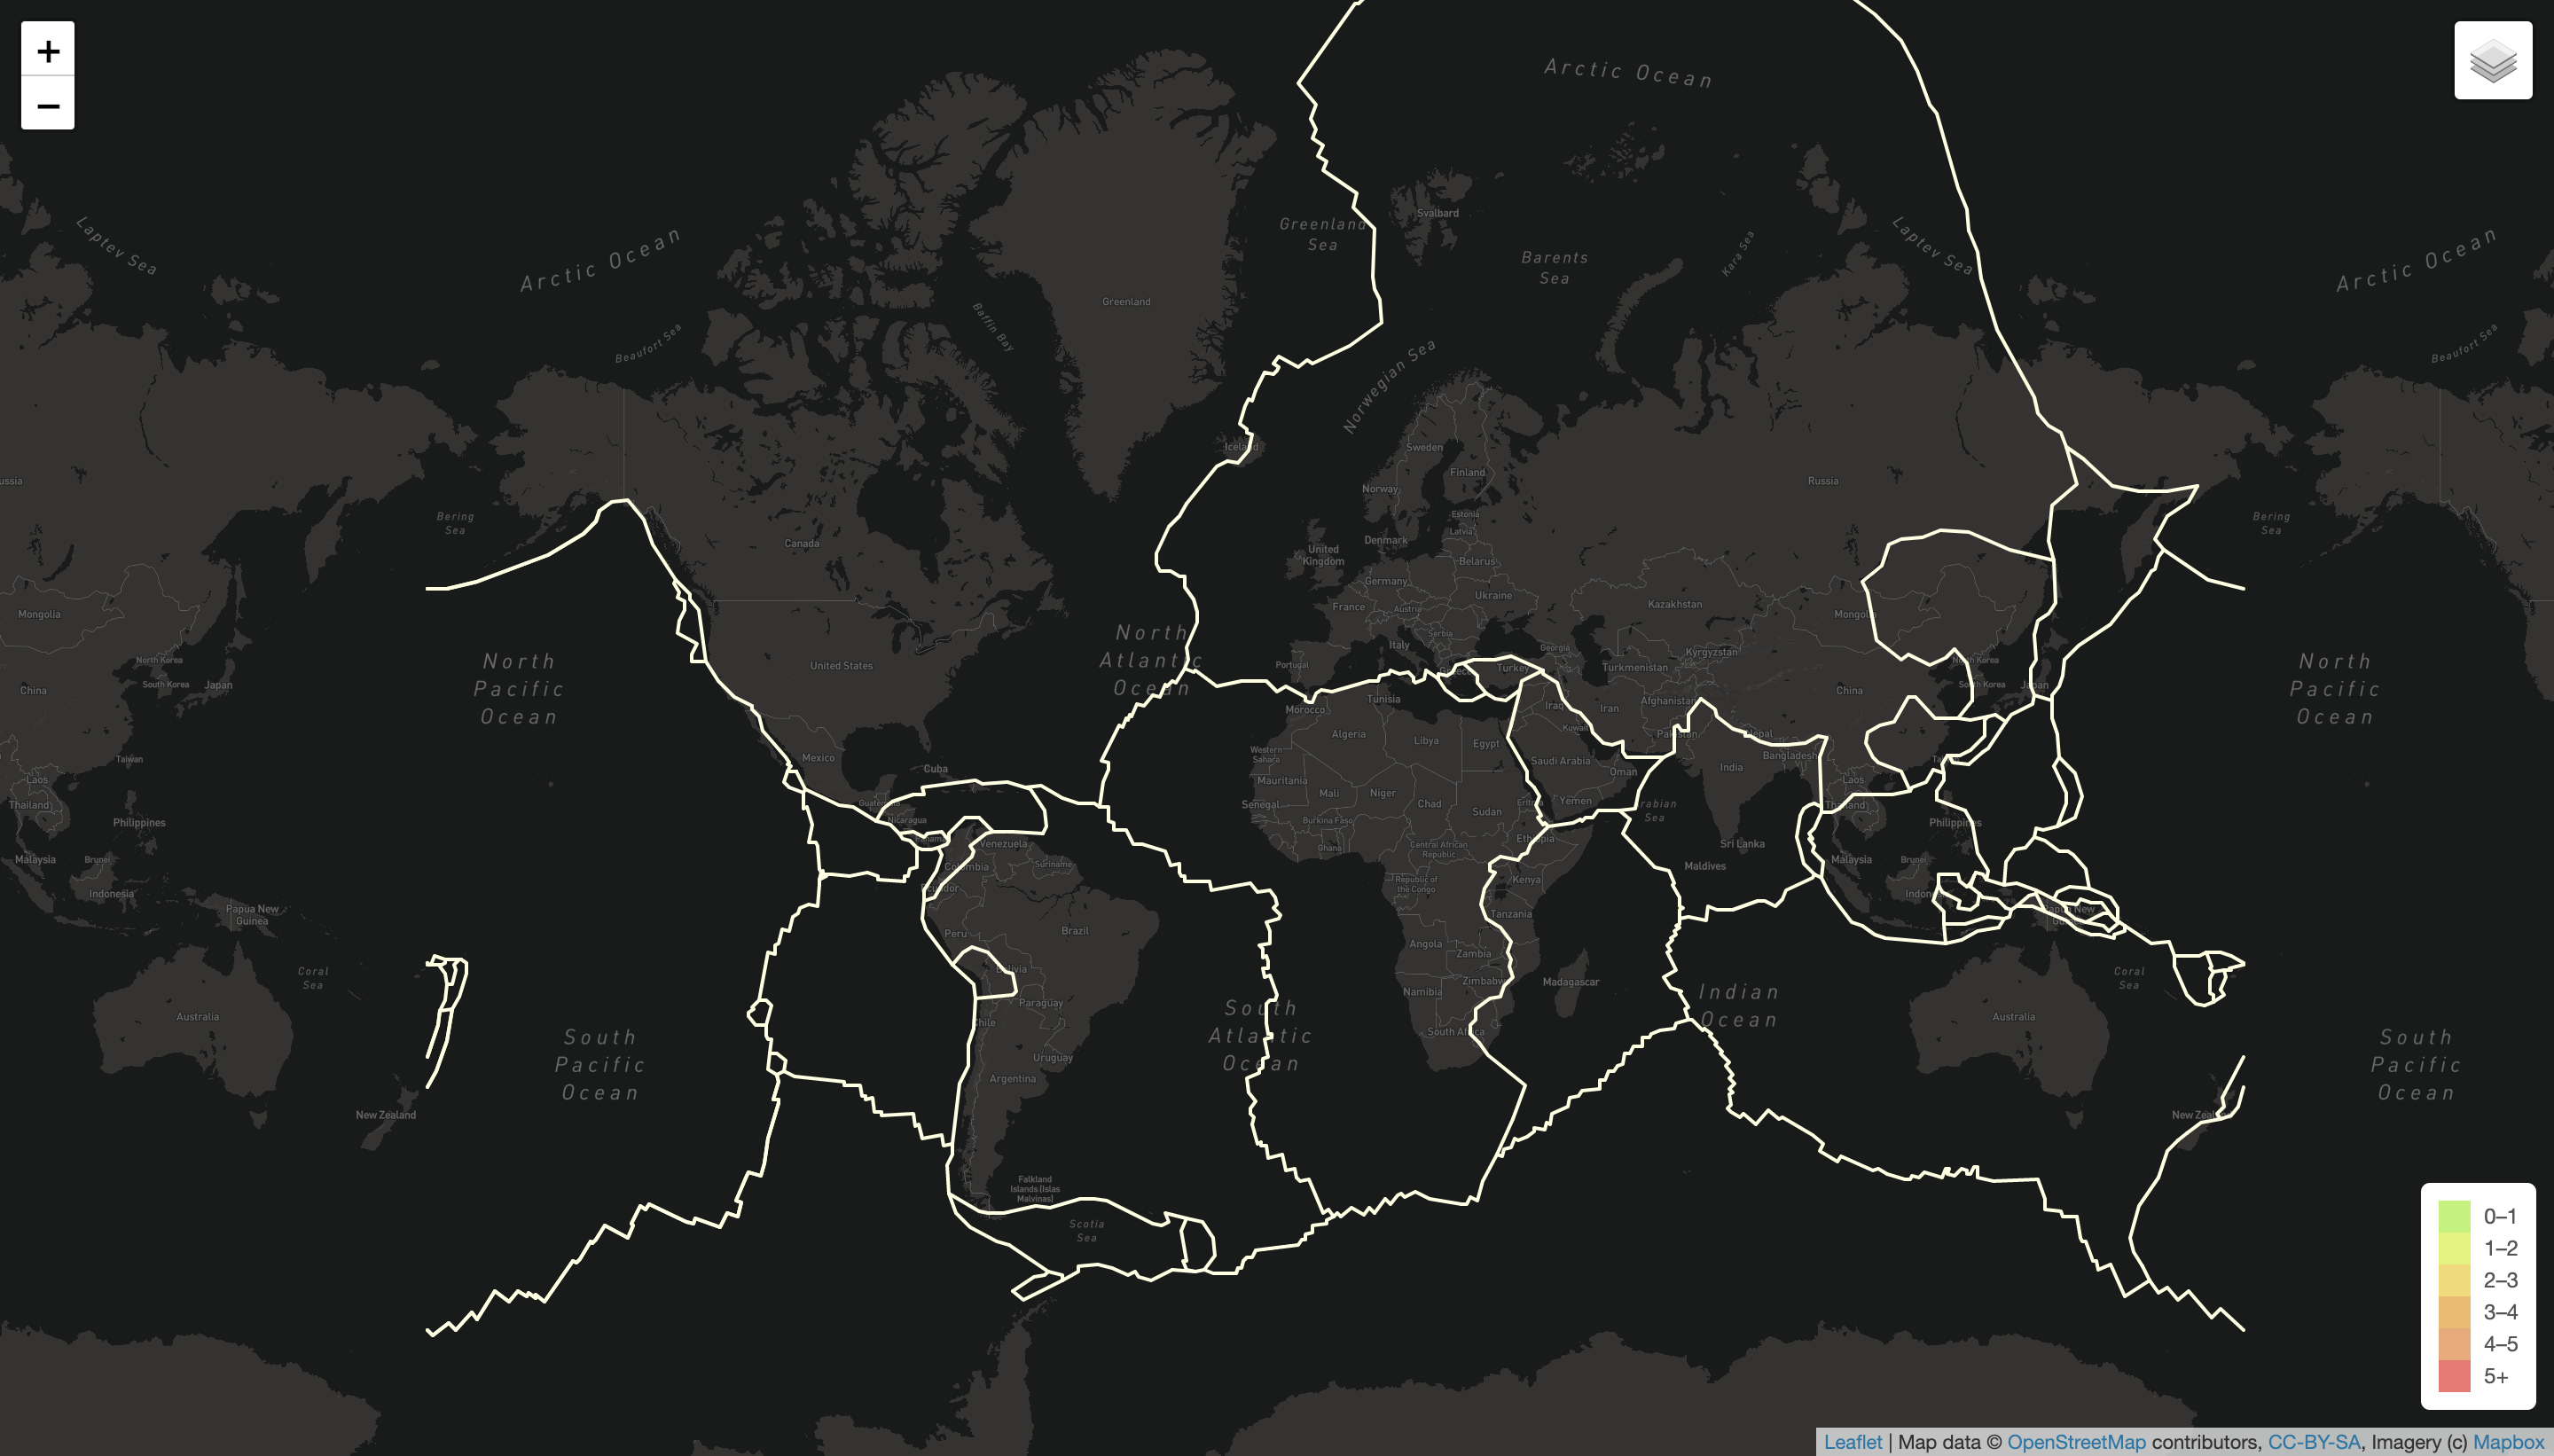 +
−
Arctic Ocean
Laptev Sea
Arctic Ocean
Beaufort Sea
Baffin Bay
Greenland
Greenland
Sea
Svalbard
Barents
Sea
Kara Sea
Laptev Sea
Arctic Ocean
Beaufort Sea
Norwegian Sea
Iceland
Sweden
Finland
Norway
Estonia
Latvia
Denmark
Belarus
United
Kingdom
Germany
Ukraine
France
Austria
Serbia
Italy
Portugal
Greece
Turkey
Georgia
Russia
Kazakhstan
Mongolia
Kyrgyzstan
Turkmenistan
Afghanistan
Iran
Iraq
Kuwait
Pakistan
Nepal
Bangladesh
India
China
North Korea
South Korea
Japan
Taiwan
Laos
Thailand
Philippines
Malaysia
Brunei
Indonesia
Papua New
Guinea
Sri Lanka
Maldives
Arabian
Sea
Saudi Arabia
Oman
Yemen
Eritrea
Ethiopia
Kenya
Tanzania
Zambia
Zimbabwe
Madagascar
South Africa
Namibia
Angola
Republic of
the Congo
Central African
Republic
Sudan
Chad
Niger
Mali
Burkina Faso
Ghana
Senegal
Mauritania
Western
Sahara
Morocco
Algeria
Tunisia
Libya
Egypt
ussia
Mongolia
North Korea
South Korea
Japan
China
Taiwan
Laos
Thailand
Philippines
Malaysia
Brunei
Indonesia
Papua New
Guinea
Coral
Sea
Australia
New Zealand
Bering
Sea
North
Pacific
Ocean
South
Pacific
Ocean
Canada
United States
Mexico
Cuba
Guatemala
Nicaragua
Panama
Venezuela
Suriname
Colombia
Ecuador
Peru
Brazil
Bolivia
Paraguay
Chile
Uruguay
Argentina
Falkland
Islands (Islas
Malvinas)
Scotia
Sea
North
Atlantic
Ocean
South
Atlantic
Ocean
Indian
Ocean
Australia
Coral
Sea
New Zealand
Bering
Sea
North
Pacific
Ocean
South
Pacific
Ocean
0–1
1–2
2–3
3–4
4–5
5+
Leaflet | Map data © OpenStreetMap contributors, CC-BY-SA, Imagery (c) Mapbox